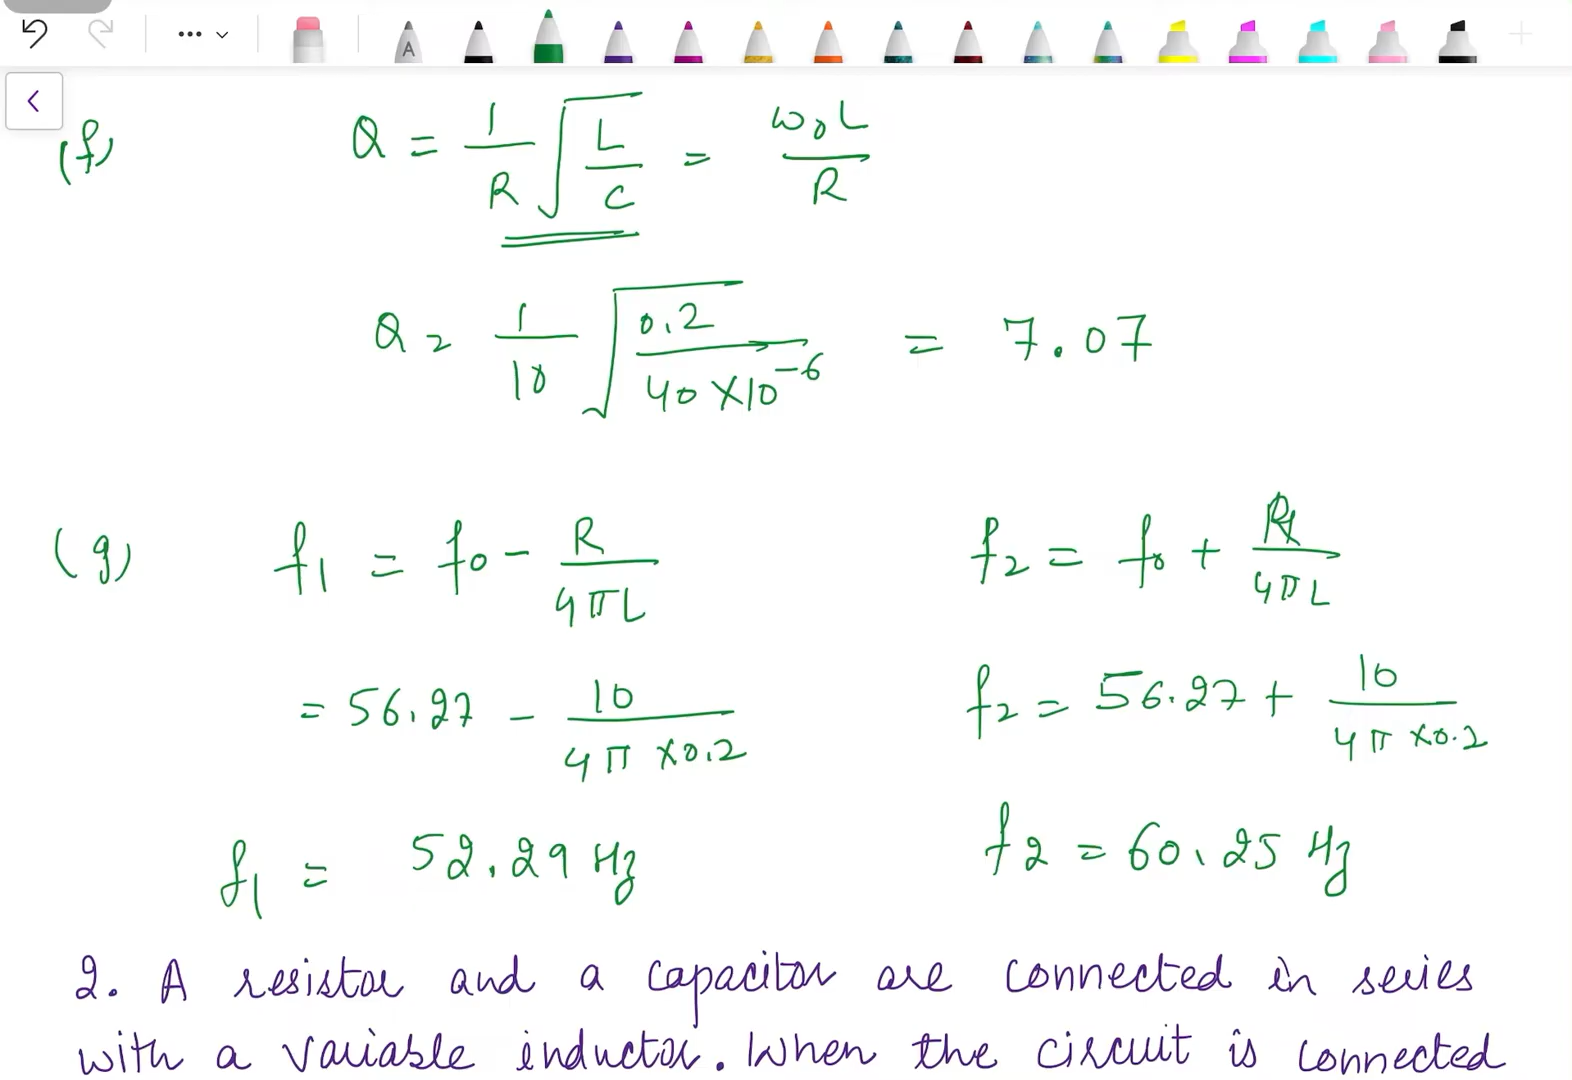 A
(f) Q = 1/R √(L/C) = ω₀L/R
Q = 1/10 √(0.2/(40×10⁻⁶)) = 7.07
(g) f₁ = f₀ - R/(4πL) f₂ = f₀ + R/(4πL)
= 56.27 - 10/(4π×0.2) f₂ = 56.27 + 10/(4π×0.2)
f₁ = 52.29 Hz f₂ = 60.25 Hz
2. A resistor and a capacitor are connected in series
with a variable inductor. When the circuit is connected